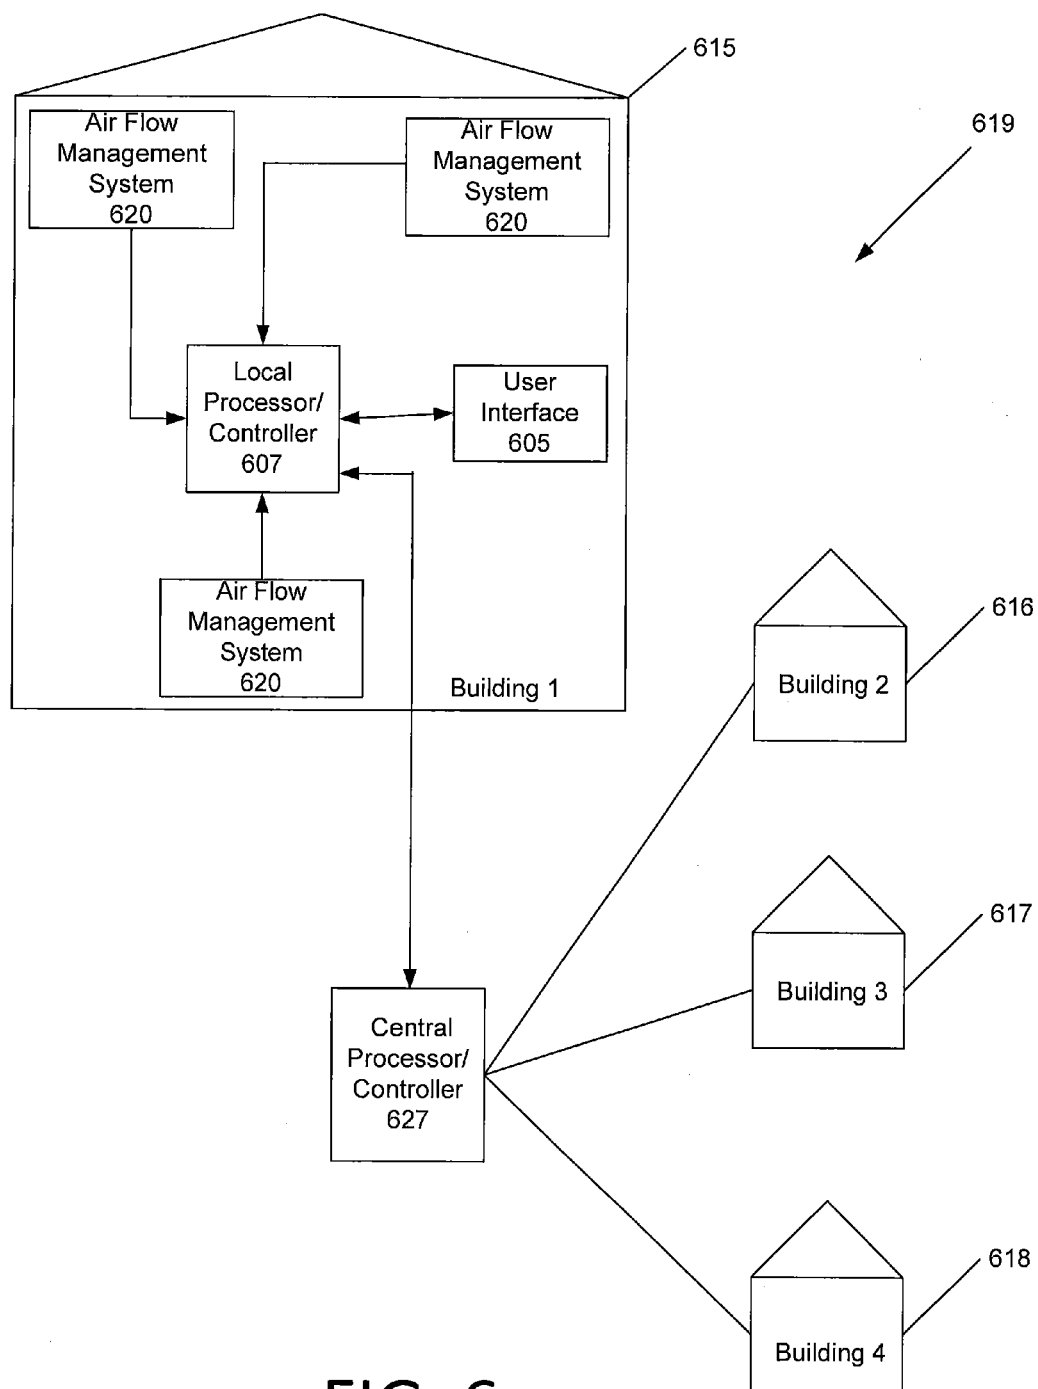 615
619
Air Flow
Management
System
620
Air Flow
Management
System
620
Local
Processor/
Controller
607
User
Interface
605
Air Flow
Management
System
620
Building 1
616
Building 2
617
Building 3
Central
Processor/
Controller
627
618
Building 4
FIG. 6